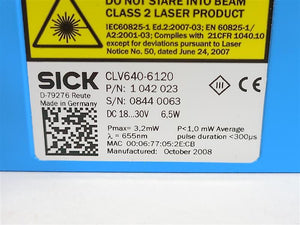 DO NOT STARE INTO BEAM
CLASS 2 LASER PRODUCT
IEC60825-1 Ed.2:2007-03; EN 60825-1/
A2:2001-03; Complies with 21CFR 1040.10
except for deviations pursuant to Laser
Notice No. 50, dated June 24, 2007
SICK
D-79276 Reute
Made in Germany
CLV640-6120
P/N: 1 042 023
S/N: 0844 0063
DC 18...30V 6,5W
Pmax= 3,2mW P<1,0 mW Average
λ = 655nm pulse duration <300µs
MAC 00:06:77:05:2E:CB
Manufactured: October 2008